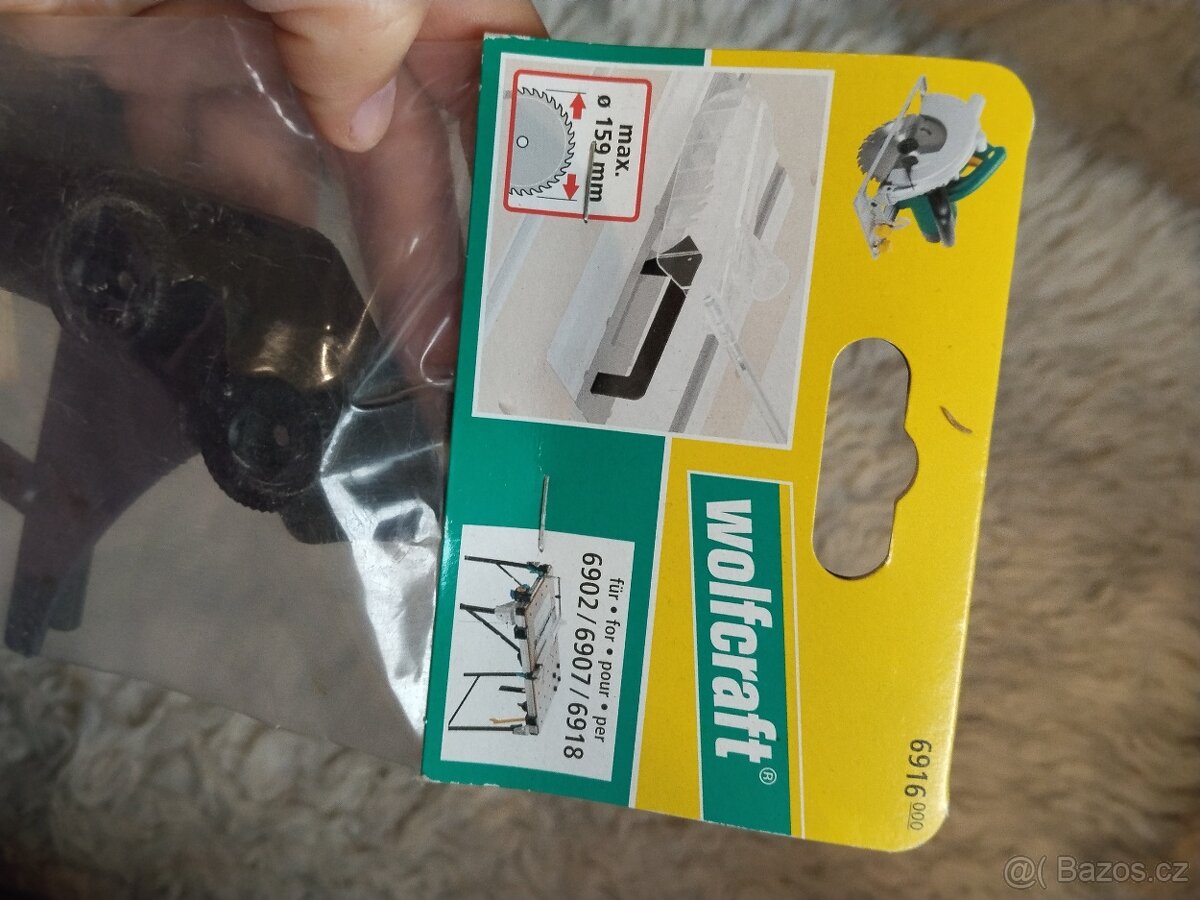 max.
ø 159 mm
wolfcraft®
für • for • pour • per
6902/6907/6918
6916 000
@( Bazos.cz